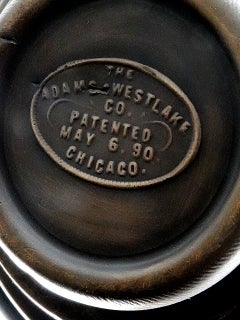 THE
ADAMS-WESTLAKE
CO.
PATENTED
MAY 6. 90.
CHICAGO.